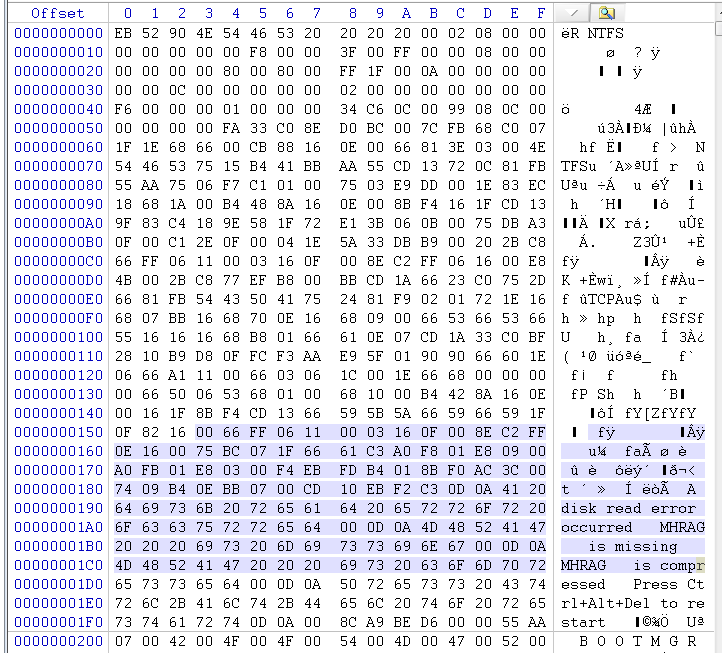 Offset 0 1 2 3 4 5 6 7 8 9 A B C D E F
0000000000 EB 52 90 4E 54 46 53 20 20 20 20 00 02 08 00 00 ëR NTFS
0000000010 00 00 00 00 00 F8 00 00 3F 00 FF 00 00 08 00 00 ø ? ÿ
0000000020 00 00 00 00 80 00 80 00 FF 1F 00 0A 00 00 00 00 ÿ
0000000030 00 00 0C 00 00 00 00 00 02 00 00 00 00 00 00 00
0000000040 F6 00 00 00 01 00 00 00 34 C6 0C 00 99 08 0C 00 ö 4Æ
0000000050 00 00 00 00 FA 33 C0 8E D0 BC 00 7C FB 68 C0 07 ú3À Ð¼ |ûhÀ
0000000060 1F 1E 68 66 00 CB 88 16 0E 00 66 81 3E 03 00 4E hf Ë f > N
0000000070 54 46 53 75 15 B4 41 BB AA 55 CD 13 72 0C 81 FB TFSu ´A»ªUÍ r û
0000000080 55 AA 75 06 F7 C1 01 00 75 03 E9 DD 00 1E 83 EC Uªu ÷Á u éÝ ì
0000000090 18 68 1A 00 B4 48 8A 16 0E 00 8B F4 16 1F CD 13 h ´H ô Í
00000000A0 9F 83 C4 18 9E 58 1F 72 E1 3B 06 0B 00 75 DB A3 Ä X rá; uÛ£
00000000B0 0F 00 C1 2E 0F 00 04 1E 5A 33 DB B9 00 20 2B C8 Á. Z3Û¹ +È
00000000C0 66 FF 06 11 00 03 16 0F 00 8E C2 FF 06 16 00 E8 fÿ Âÿ è
00000000D0 4B 00 2B C8 77 EF B8 00 BB CD 1A 66 23 C0 75 2D K +Èwï¸ »Í f#Àu-
00000000E0 66 81 FB 54 43 50 41 75 24 81 F9 02 01 72 1E 16 f ûTCPAu$ ù r
00000000F0 68 07 BB 16 68 70 0E 16 68 09 00 66 53 66 53 66 h » hp h fSfSf
0000000100 55 16 16 16 68 B8 01 66 61 0E 07 CD 1A 33 C0 BF U h¸ fa Í 3À¿
0000000110 28 10 B9 D8 0F FC F3 AA E9 5F 01 90 90 66 60 1E ( ¹Ø üóªé_ f`
0000000120 06 66 A1 11 00 66 03 06 1C 00 1E 66 68 00 00 00 f¡ f fh
0000000130 00 66 50 06 53 68 01 00 68 10 00 B4 42 8A 16 0E fP Sh h ´B
0000000140 00 16 1F 8B F4 CD 13 66 59 5B 5A 66 59 66 59 1F ôÍ fY[ZfYfY
0000000150 0F 82 16 00 66 FF 06 11 00 03 16 0F 00 8E C2 FF fÿ Âÿ
0000000160 0E 16 00 75 BC 07 1F 66 61 C3 A0 F8 01 E8 09 00 u¼ faÃ ø è
0000000170 A0 FB 01 E8 03 00 F4 EB FD B4 01 8B F0 AC 3C 00 û è ôëý´ ð¬<
0000000180 74 09 B4 0E BB 07 00 CD 10 EB F2 C3 0D 0A 41 20 t ´ » Í ëòÃ A
0000000190 64 69 73 6B 20 72 65 61 64 20 65 72 72 6F 72 20 disk read error
00000001A0 6F 63 63 75 72 72 65 64 00 0D 0A 4D 48 52 41 47 occurred MHRAG
00000001B0 20 20 20 69 73 20 6D 69 73 73 69 6E 67 00 0D 0A is missing
00000001C0 4D 48 52 41 47 20 20 20 69 73 20 63 6F 6D 70 72 MHRAG is compr
00000001D0 65 73 73 65 64 00 0D 0A 50 72 65 73 73 20 43 74 essed Press Ct
00000001E0 72 6C 2B 41 6C 74 2B 44 65 6C 20 74 6F 20 72 65 rl+Alt+Del to re
00000001F0 73 74 61 72 74 0D 0A 00 8C A9 BE D6 00 00 55 AA start ©¾Ö Uª
0000000200 07 00 42 00 4F 00 4F 00 54 00 4D 00 47 00 52 00 B O O T M G R